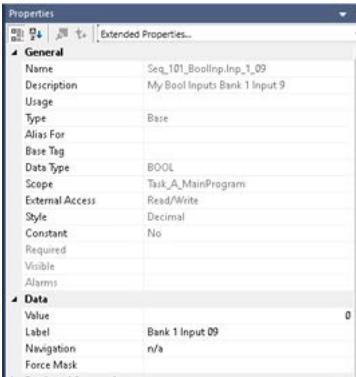 Properties
Extended Properties...
General
Name Seq_101_BoolInp.Inp_1_09
Description My Bool Inputs Bank 1 Input 9
Usage
Type Base
Alias For
Base Tag
Data Type BOOL
Scope Task_A_MainProgram
External Access Read/Write
Style Decimal
Constant No
Required
Visible
Alarms
Data
Value 0
Label Bank 1 Input 09
Navigation n/a
Force Mask